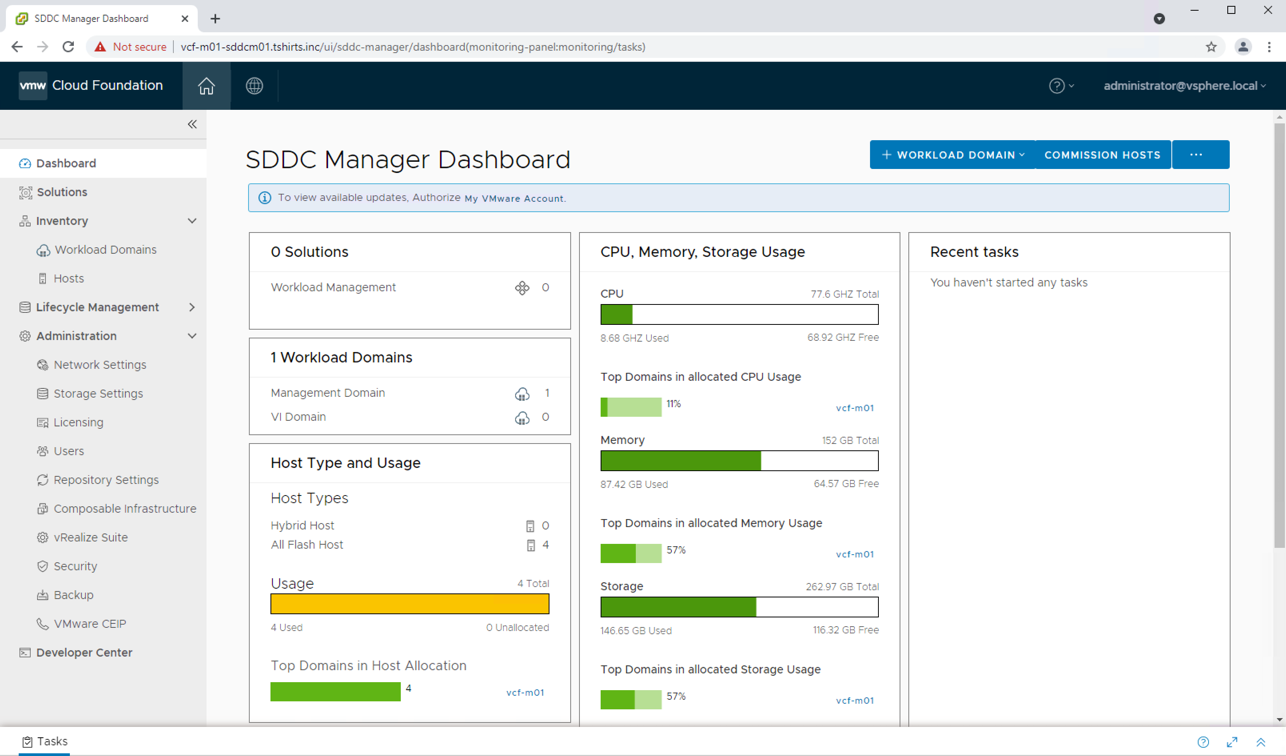 SDDC Manager Dashboard
Not secure
vcf-m01-sddcm01.tshirts.inc/ui/sddc-manager/dashboard(monitoring-panel:monitoring/tasks)
vmw Cloud Foundation
administrator@vsphere.local
Dashboard
Solutions
Inventory
Workload Domains
Hosts
Lifecycle Management
Administration
Network Settings
Storage Settings
Licensing
Users
Repository Settings
Composable Infrastructure
vRealize Suite
Security
Backup
VMware CEIP
Developer Center
SDDC Manager Dashboard
+ WORKLOAD DOMAIN
COMMISSION HOSTS
...
To view available updates, Authorize My VMware Account.
0 Solutions
Workload Management 0
1 Workload Domains
Management Domain 1
VI Domain 0
Host Type and Usage
Host Types
Hybrid Host 0
All Flash Host 4
Usage 4 Total
4 Used 0 Unallocated
Top Domains in Host Allocation
4 vcf-m01
CPU, Memory, Storage Usage
CPU 77.6 GHZ Total
8.68 GHZ Used 68.92 GHZ Free
Top Domains in allocated CPU Usage
11% vcf-m01
Memory 152 GB Total
87.42 GB Used 64.57 GB Free
Top Domains in allocated Memory Usage
57% vcf-m01
Storage 262.97 GB Total
146.65 GB Used 116.32 GB Free
Top Domains in allocated Storage Usage
57% vcf-m01
Recent tasks
You haven't started any tasks
Tasks